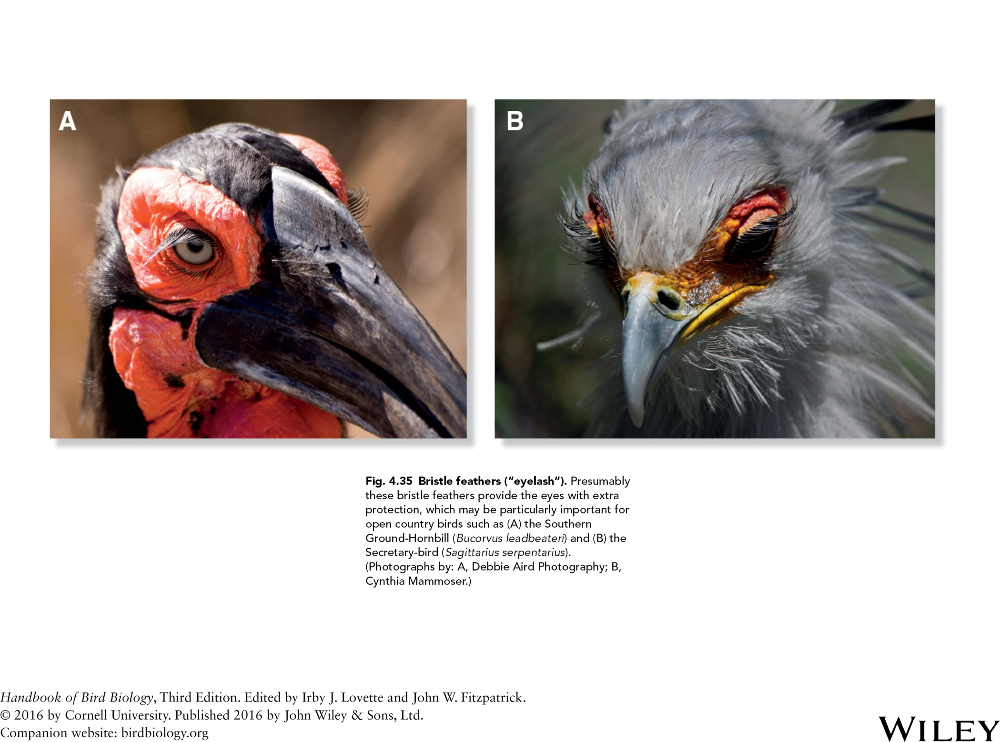 A
B
Fig. 4.35 Bristle feathers (“eyelash”). Presumably
these bristle feathers provide the eyes with extra
protection, which may be particularly important for
open country birds such as (A) the Southern
Ground-Hornbill (Bucorvus leadbeateri) and (B) the
Secretary-bird (Sagittarius serpentarius).
(Photographs by: A, Debbie Aird Photography; B,
Cynthia Mammoser.)
Handbook of Bird Biology, Third Edition. Edited by Irby J. Lovette and John W. Fitzpatrick.
© 2016 by Cornell University. Published 2016 by John Wiley & Sons, Ltd.
Companion website: birdbiology.org
WILEY